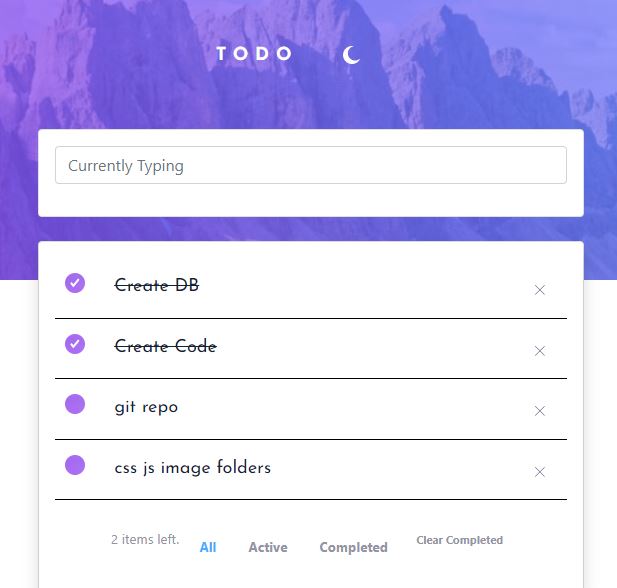 TODO
Currently Typing
Create DB
Create Code
git repo
css js image folders
2 items left. All Active Completed Clear Completed